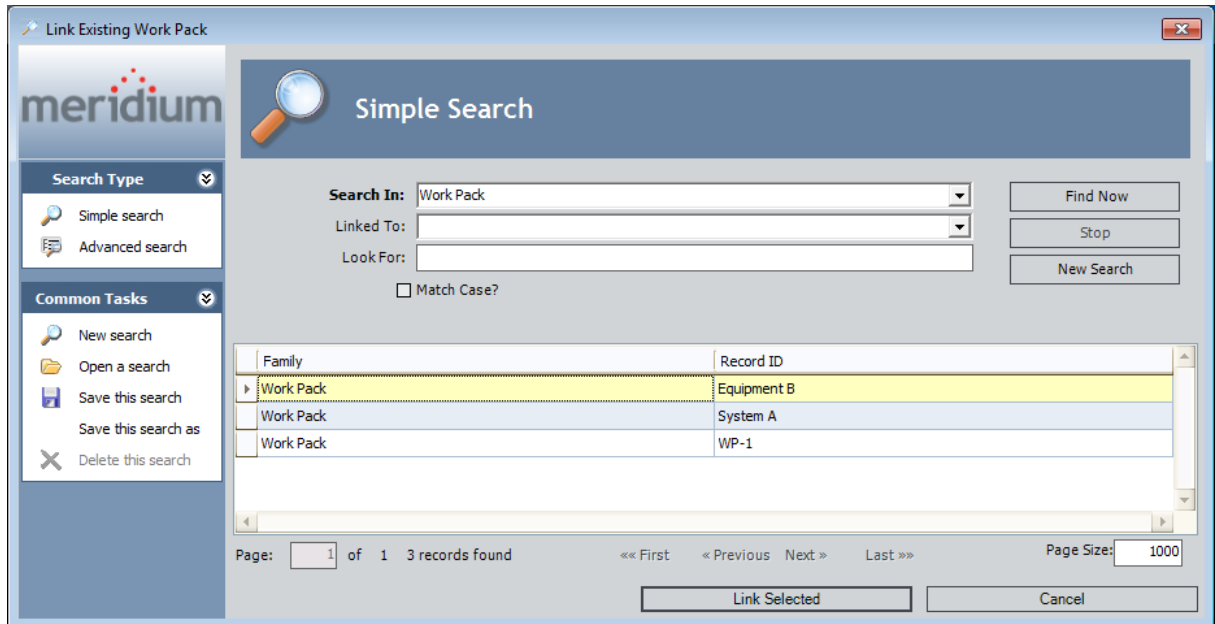 Link Existing Work Pack
meridium
Simple Search
Search Type
Simple search
Advanced search
Common Tasks
New search
Open a search
Save this search
Save this search as
Delete this search
Search In: Work Pack
Linked To:
Look For:
Match Case?
Find Now
Stop
New Search
Family Record ID
Work Pack Equipment B
Work Pack System A
Work Pack WP-1
Page: 1 of 1 3 records found «« First « Previous Next » Last »» Page Size: 1000
Link Selected Cancel